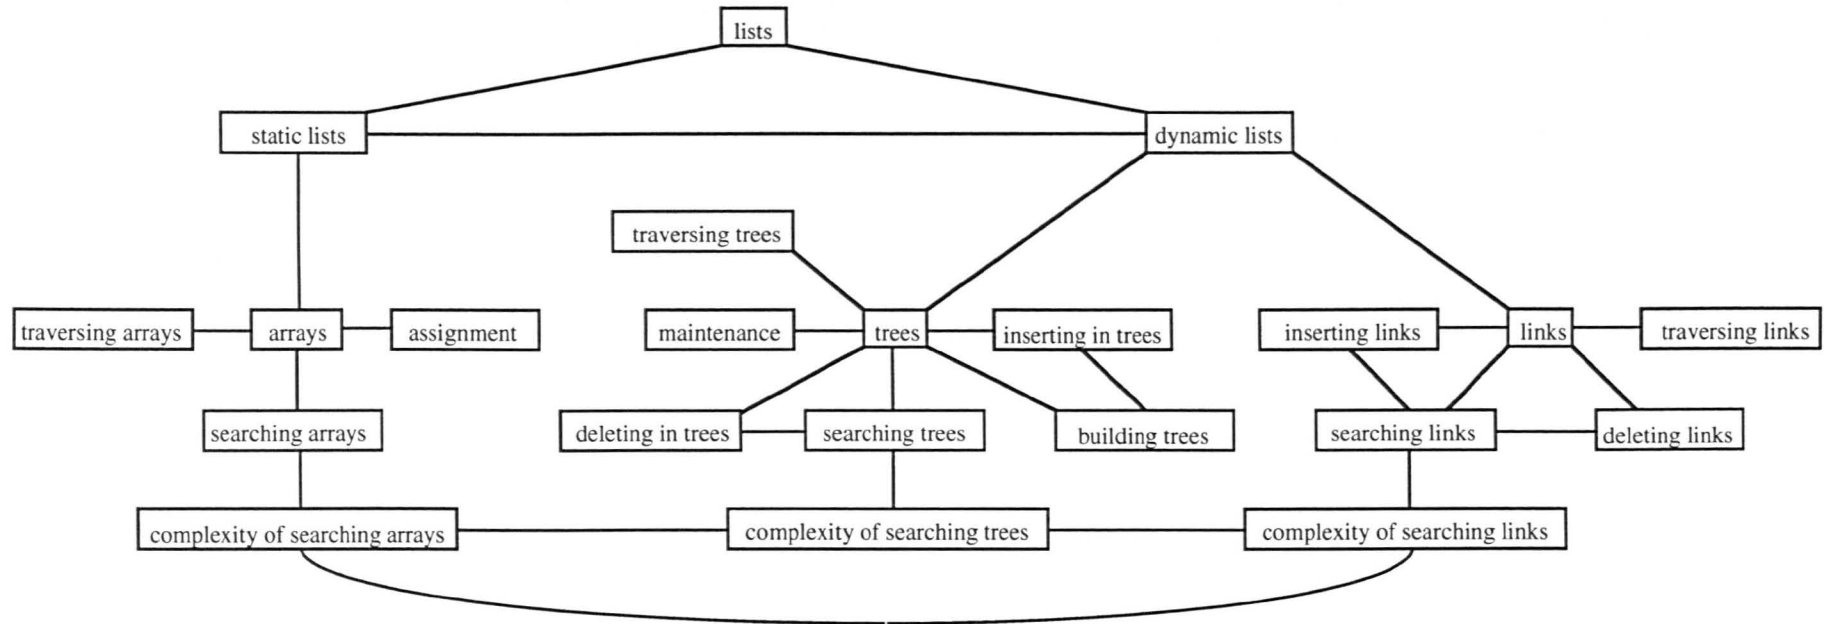 lists
static lists
dynamic lists
traversing trees
traversing arrays
arrays
assignment
maintenance
trees
inserting in trees
inserting links
links
traversing links
searching arrays
deleting in trees
searching trees
building trees
searching links
deleting links
complexity of searching arrays
complexity of searching trees
complexity of searching links